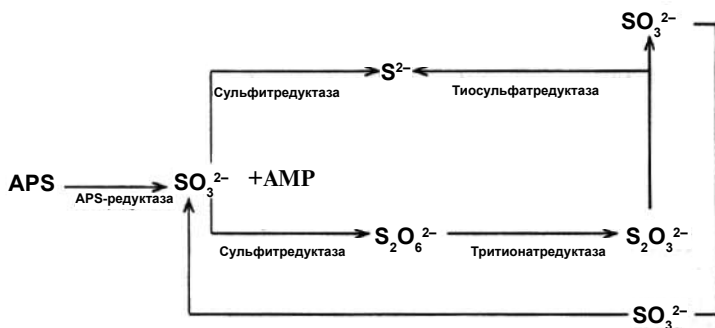 SO₃²⁻
S²⁻
Сульфитредуктаза
Тиосульфатредуктаза
APS
SO₃²⁻ +AMP
APS-редуктаза
S₂O₆²⁻
S₂O₃²⁻
Сульфитредуктаза
Тритионатредуктаза
SO₃²⁻